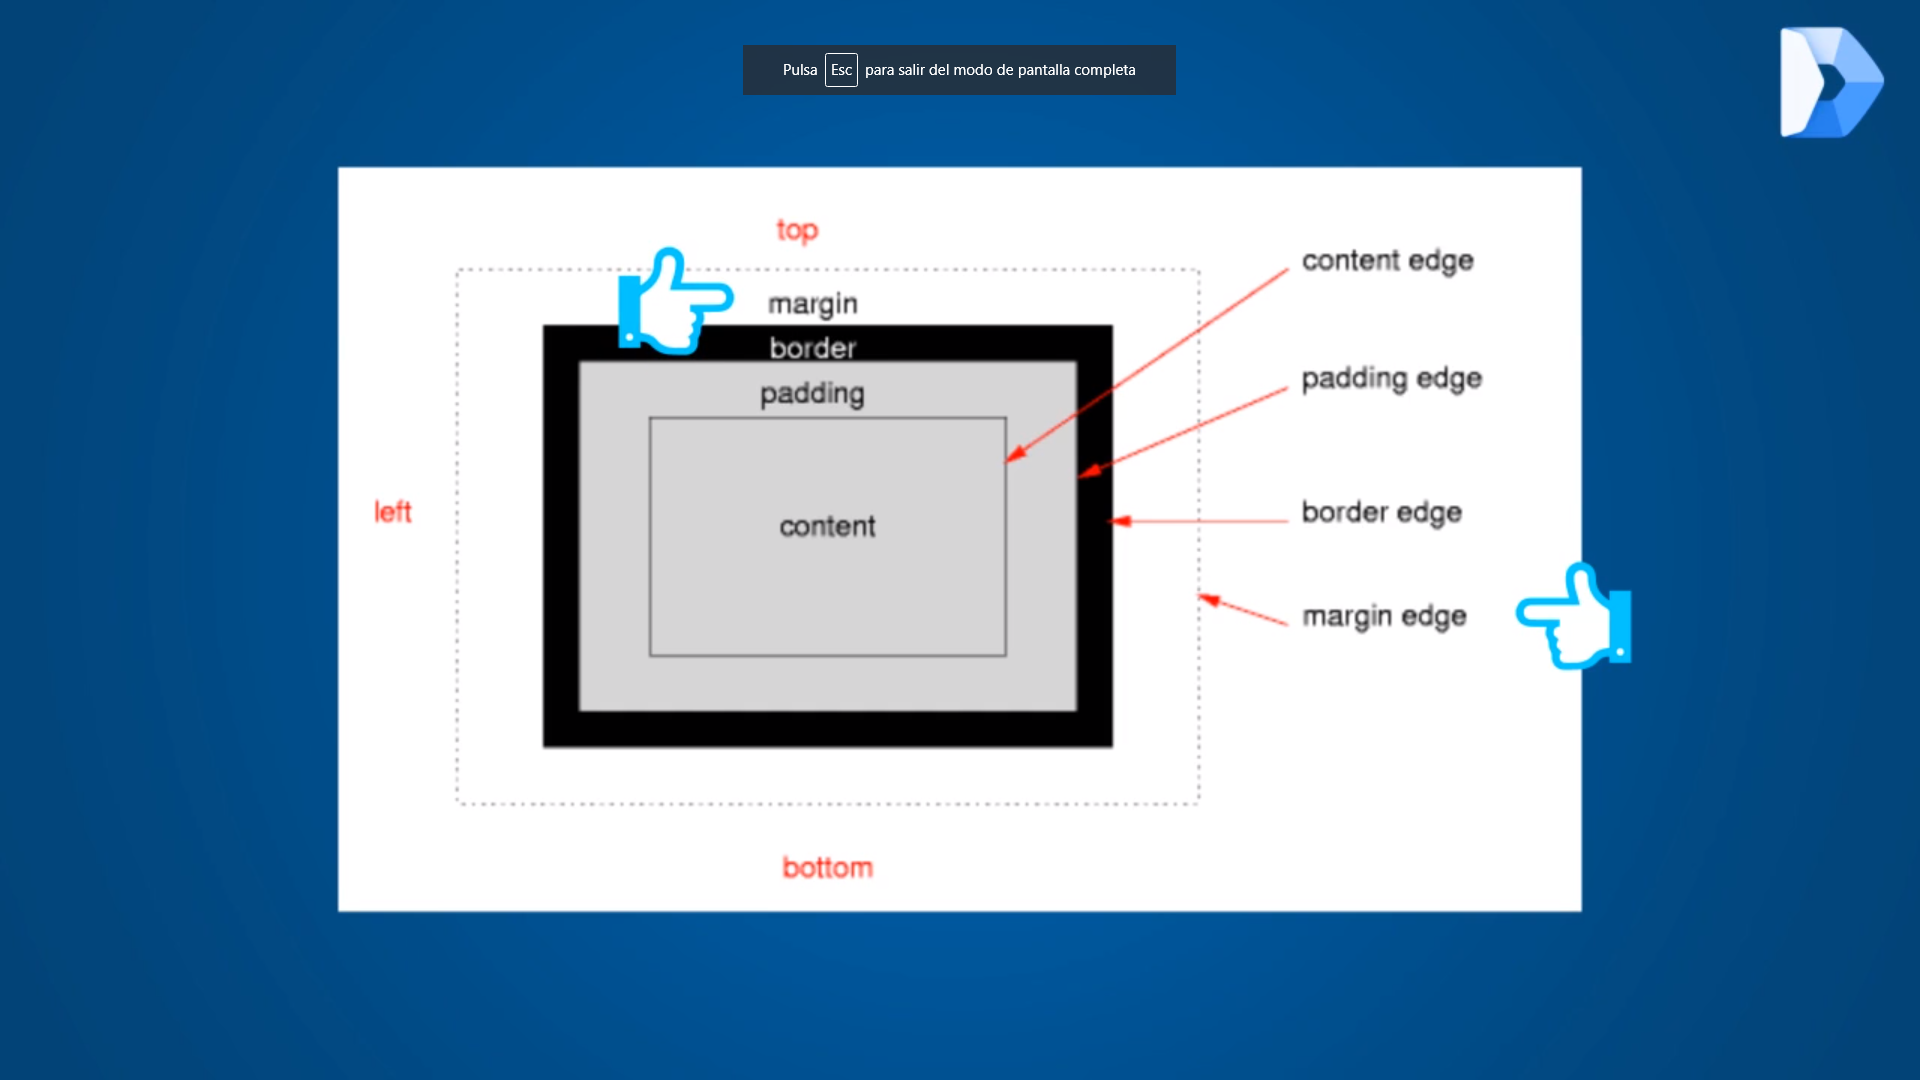 Pulsa Esc para salir del modo de pantalla completa
top
content edge
margin
border
padding edge
padding
left
border edge
content
margin edge
bottom